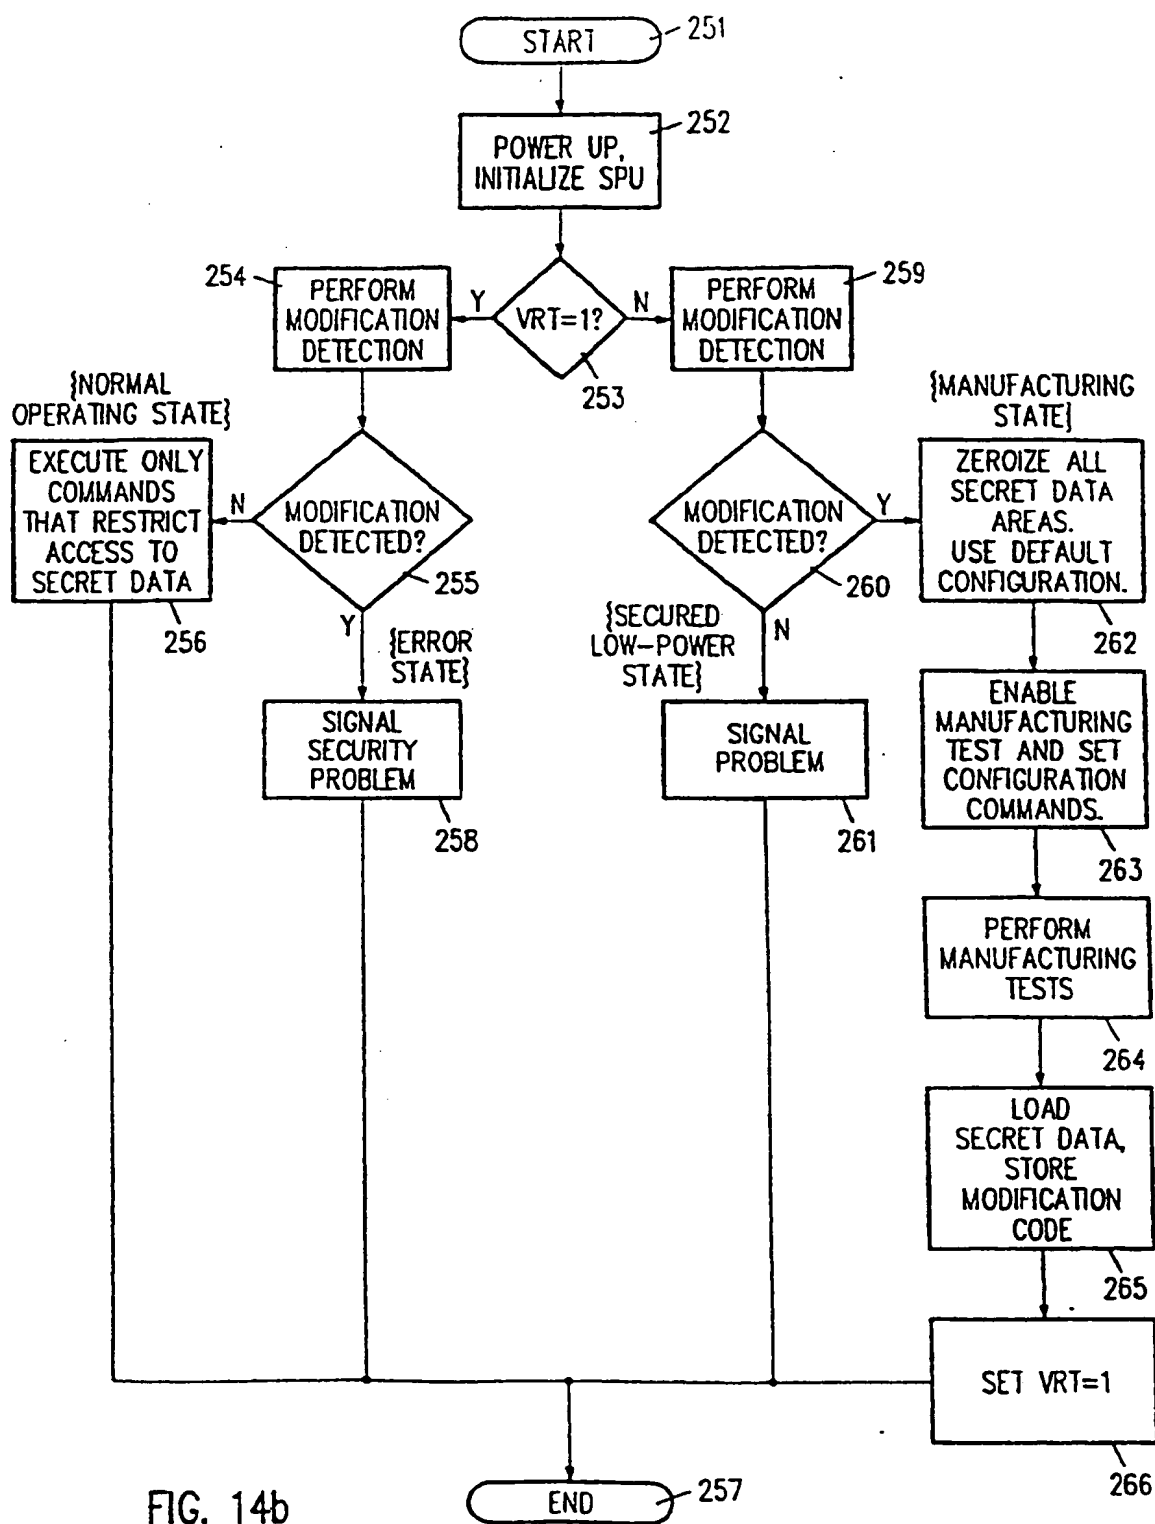 START
251
POWER UP,
INITIALIZE SPU
252
VRT=1?
253
Y
N
254
PERFORM
MODIFICATION
DETECTION
259
PERFORM
MODIFICATION
DETECTION
{NORMAL
OPERATING STATE}
EXECUTE ONLY
COMMANDS
THAT RESTRICT
ACCESS TO
SECRET DATA
256
N
MODIFICATION
DETECTED?
255
Y
{ERROR
STATE}
SIGNAL
SECURITY
PROBLEM
258
MODIFICATION
DETECTED?
260
Y
N
{SECURED
LOW-POWER
STATE}
SIGNAL
PROBLEM
261
{MANUFACTURING
STATE}
ZEROIZE ALL
SECRET DATA
AREAS.
USE DEFAULT
CONFIGURATION.
262
ENABLE
MANUFACTURING
TEST AND SET
CONFIGURATION
COMMANDS.
263
PERFORM
MANUFACTURING
TESTS
264
LOAD
SECRET DATA,
STORE
MODIFICATION
CODE
265
SET VRT=1
266
END
257
FIG. 14b